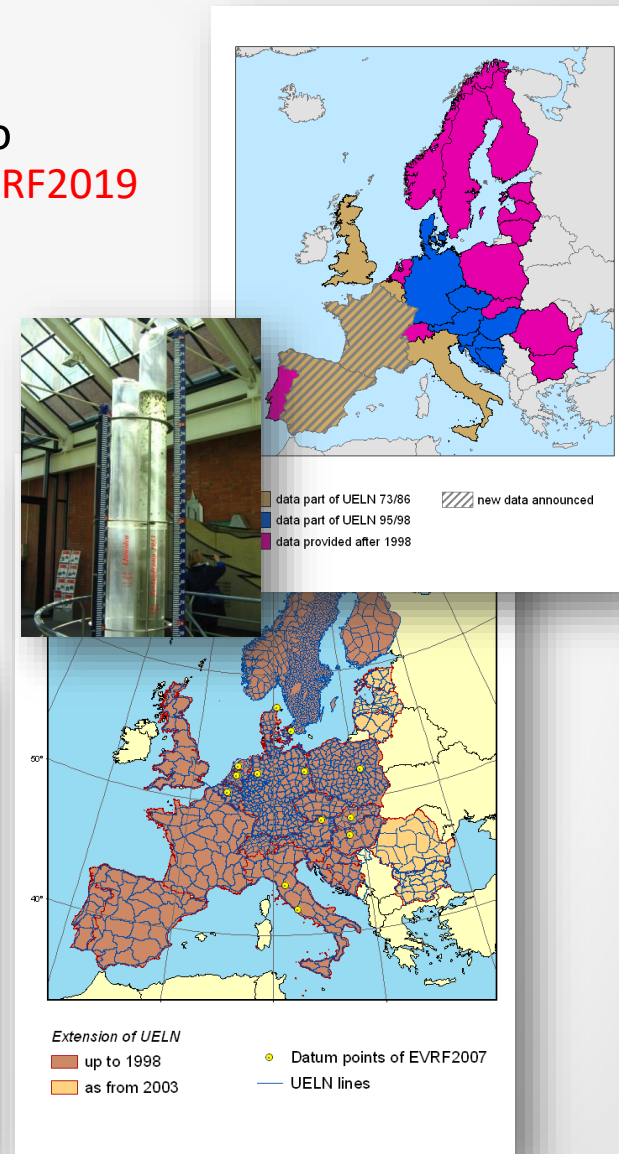 RF2019
data part of UELN 73/86
new data announced
data part of UELN 95/98
data provided after 1998
50°
40°
Extension of UELN
up to 1998
as from 2003
Datum points of EVRF2007
UELN lines